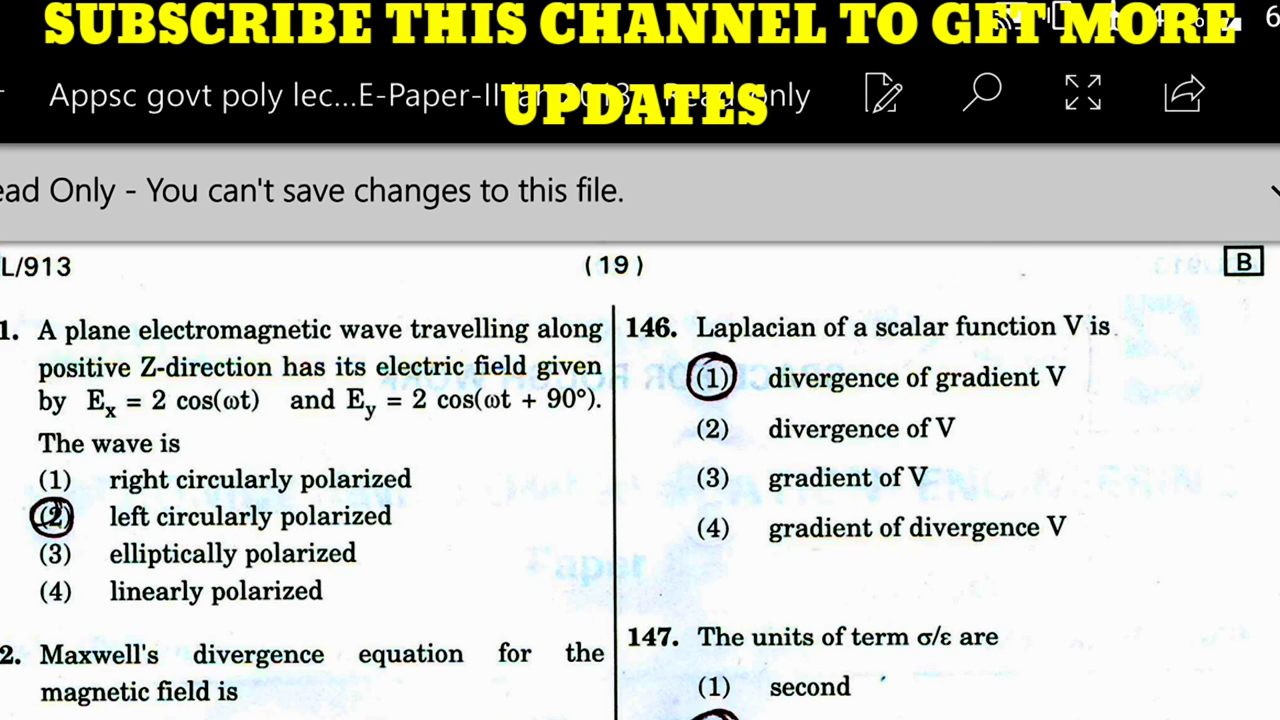 SUBSCRIBE THIS CHANNEL TO GET MORE
UPDATES
Appsc govt poly lec...E-Paper-II
ead Only - You can't save changes to this file.
L/913
(19)
B
1. A plane electromagnetic wave travelling along
positive Z-direction has its electric field given
by Ex = 2 cos(ωt) and Ey = 2 cos(ωt + 90°).
The wave is
(1) right circularly polarized
(2) left circularly polarized
(3) elliptically polarized
(4) linearly polarized
2. Maxwell's divergence equation for the
magnetic field is
146. Laplacian of a scalar function V is
(1) divergence of gradient V
(2) divergence of V
(3) gradient of V
(4) gradient of divergence V
147. The units of term σ/ε are
(1) second